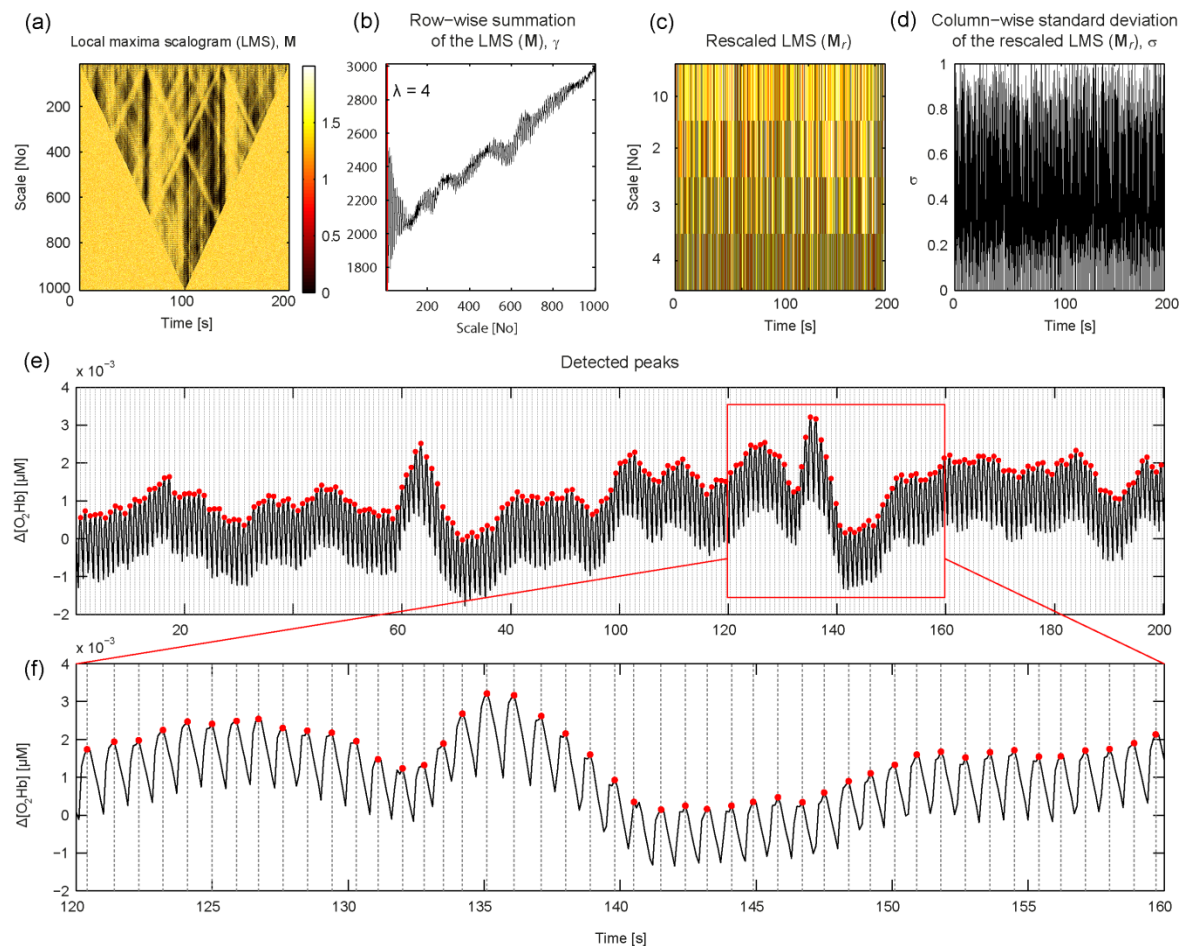 (a)
Local maxima scalogram (LMS), M
200
400
600
800
1000
Scale [No]
0
100
200
Time [s]
1.5
1
0.5
0
(b)
Row−wise summation
of the LMS (M), γ
λ = 4
3000
2800
2600
2400
2200
2000
1800
200
400
600
800
1000
Scale [No]
(c)
Rescaled LMS (Mr)
10
2
3
4
Scale [No]
0
100
200
Time [s]
(d)
Column−wise standard deviation
of the rescaled LMS (Mr), σ
1
0.8
0.6
0.4
0.2
0
σ
0
100
200
Time [s]
(e)
Detected peaks
x 10−3
4
3
2
1
0
−1
−2
Δ[O2Hb] [µM]
20
60
40
100
120
140
160
180
200
x 10−3
(f)
4
3
2
1
0
−1
−2
Δ[O2Hb] [µM]
120
125
130
135
140
145
150
155
160
Time [s]